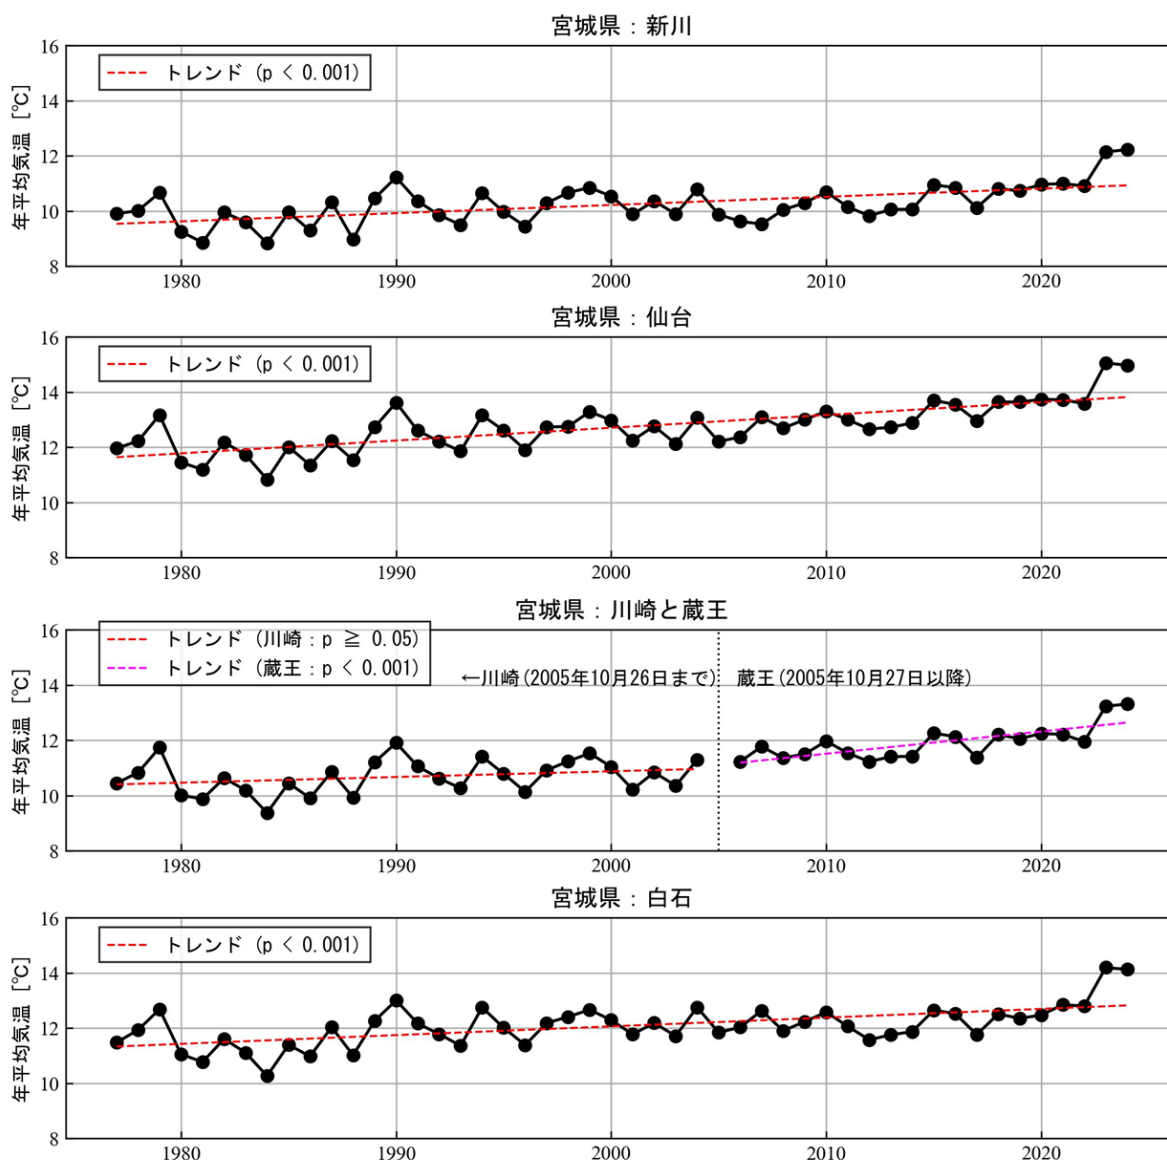 宮城県：新川
トレンド (p < 0.001)
年平均気温 [℃]
16
14
12
10
8
1980
1990
2000
2010
2020
宮城県：仙台
トレンド (p < 0.001)
年平均気温 [℃]
16
14
12
10
8
1980
1990
2000
2010
2020
宮城県：川崎と蔵王
トレンド (川崎：p ≧ 0.05)
トレンド (蔵王：p < 0.001)
←川崎(2005年10月26日まで)
蔵王(2005年10月27日以降)
年平均気温 [℃]
16
14
12
10
8
1980
1990
2000
2010
2020
宮城県：白石
トレンド (p < 0.001)
年平均気温 [℃]
16
14
12
10
8
1980
1990
2000
2010
2020